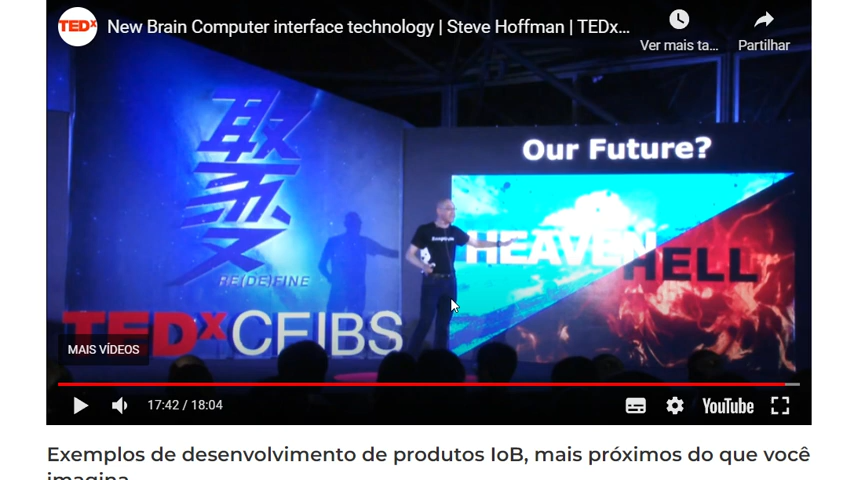 TEDx
New Brain Computer interface technology | Steve Hoffman | TEDx...
Ver mais ta...
Partilhar
Our Future?
HEAVEN
HELL
RE(DE)FINE
TEDxCEIBS
MAIS VÍDEOS
17:42 / 18:04
YouTube
Exemplos de desenvolvimento de produtos IoB, mais próximos do que você
imagina